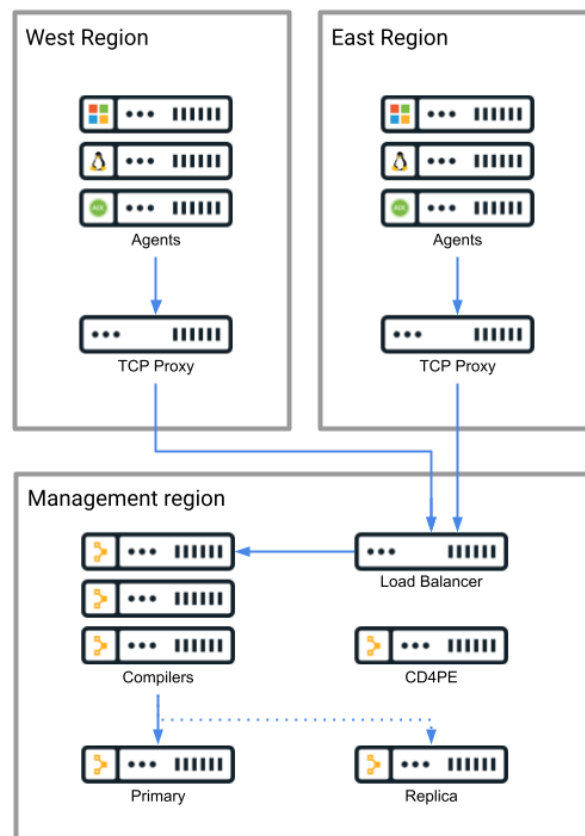 West Region
East Region
Agents
Agents
TCP Proxy
TCP Proxy
Management region
Load Balancer
Compilers
CD4PE
Primary
Replica